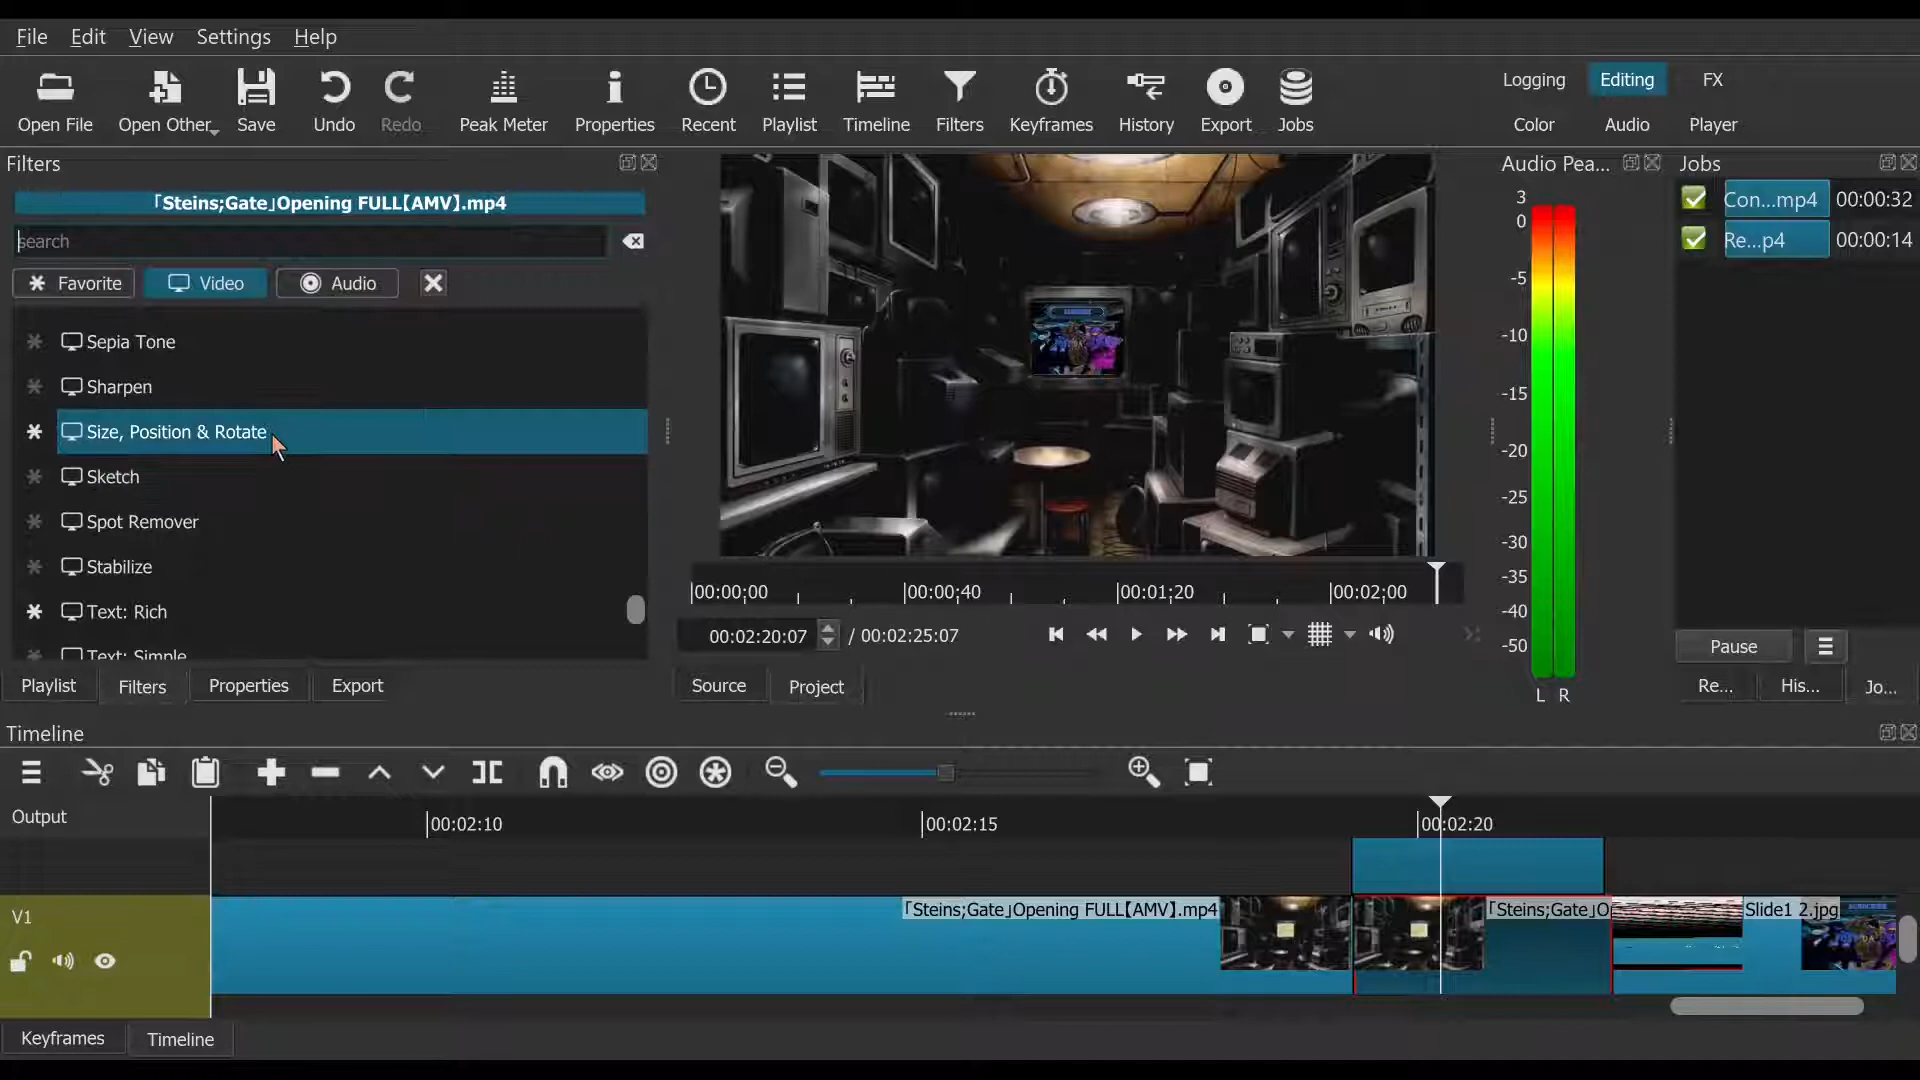 File Edit View Settings Help
Open File Open Other... Save Undo Redo Peak Meter Properties Recent Playlist Timeline Filters Keyframes History Export Jobs
Logging Editing FX
Color Audio Player
Filters
「Steins;Gate」Opening FULL【AMV】.mp4
search
Favorite Video Audio
Sepia Tone
Sharpen
Size, Position & Rotate
Sketch
Spot Remover
Stabilize
Text: Rich
Text: Simple
Playlist Filters Properties Export
00:00:00 00:00:40 00:01:20 00:02:00
00:02:20:07 / 00:02:25:07
Source Project
Audio Pea...
3
0
-5
-10
-15
-20
-25
-30
-35
-40
-50
L R
Jobs
Con...mp4 00:00:32
Re...p4 00:00:14
Pause
Re... His... Jo...
Timeline
Output
00:02:10 00:02:15 00:02:20
V1
「Steins;Gate」Opening FULL【AMV】.mp4 「Steins;Gate」O Slide1 2.jpg
Keyframes Timeline